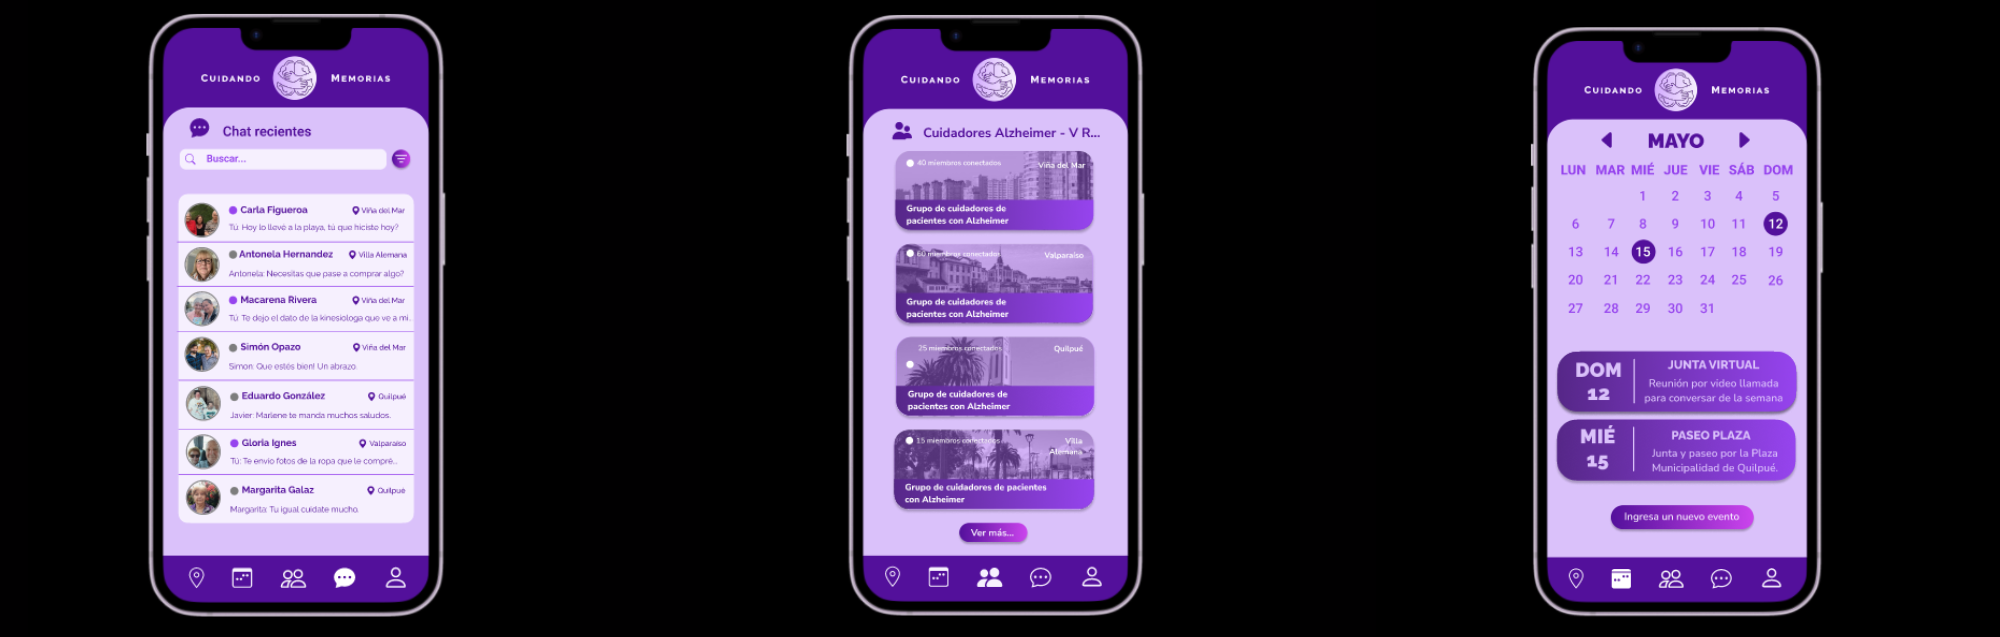 Cuidando Memorias
Chat recientes
Buscar...
Carla Figueroa Viña del Mar
Tú: Hoy lo llevé a la playa, tú que hiciste hoy?
Antonela Hernandez Villa Alemana
Antonela: Necesitas que pase a comprar algo?
Macarena Rivera Viña del Mar
Tú: Te dejo el dato de la kinesiologa que ve a mi.
Simón Opazo Viña del Mar
Simon: Que estés bien! Un abrazo.
Eduardo González Quilpué
Javier: Marlene te manda muchos saludos.
Gloria Ignes Valparaíso
Tú: Te envío fotos de la ropa que le compré...
Margarita Galaz Quilpué
Margarita: Tu igual cuidate mucho.
Cuidando Memorias
Cuidadores Alzheimer - V R...
40 miembros conectados Viña del Mar
Grupo de cuidadores de
pacientes con Alzheimer
60 miembros conectados Valparaíso
Grupo de cuidadores de
pacientes con Alzheimer
25 miembros conectados Quilpué
Grupo de cuidadores de
pacientes con Alzheimer
15 miembros conectados Villa
Alemana
Grupo de cuidadores de pacientes
con Alzheimer
Ver más...
Cuidando Memorias
MAYO
LUN MAR MIÉ JUE VIE SÁB DOM
1 2 3 4 5
6 7 8 9 10 11 12
13 14 15 16 17 18 19
20 21 22 23 24 25 26
27 28 29 30 31
DOM
12
JUNTA VIRTUAL
Reunión por video llamada
para conversar de la semana
MIÉ
15
PASEO PLAZA
Junta y paseo por la Plaza
Municipalidad de Quilpué.
Ingresa un nuevo evento